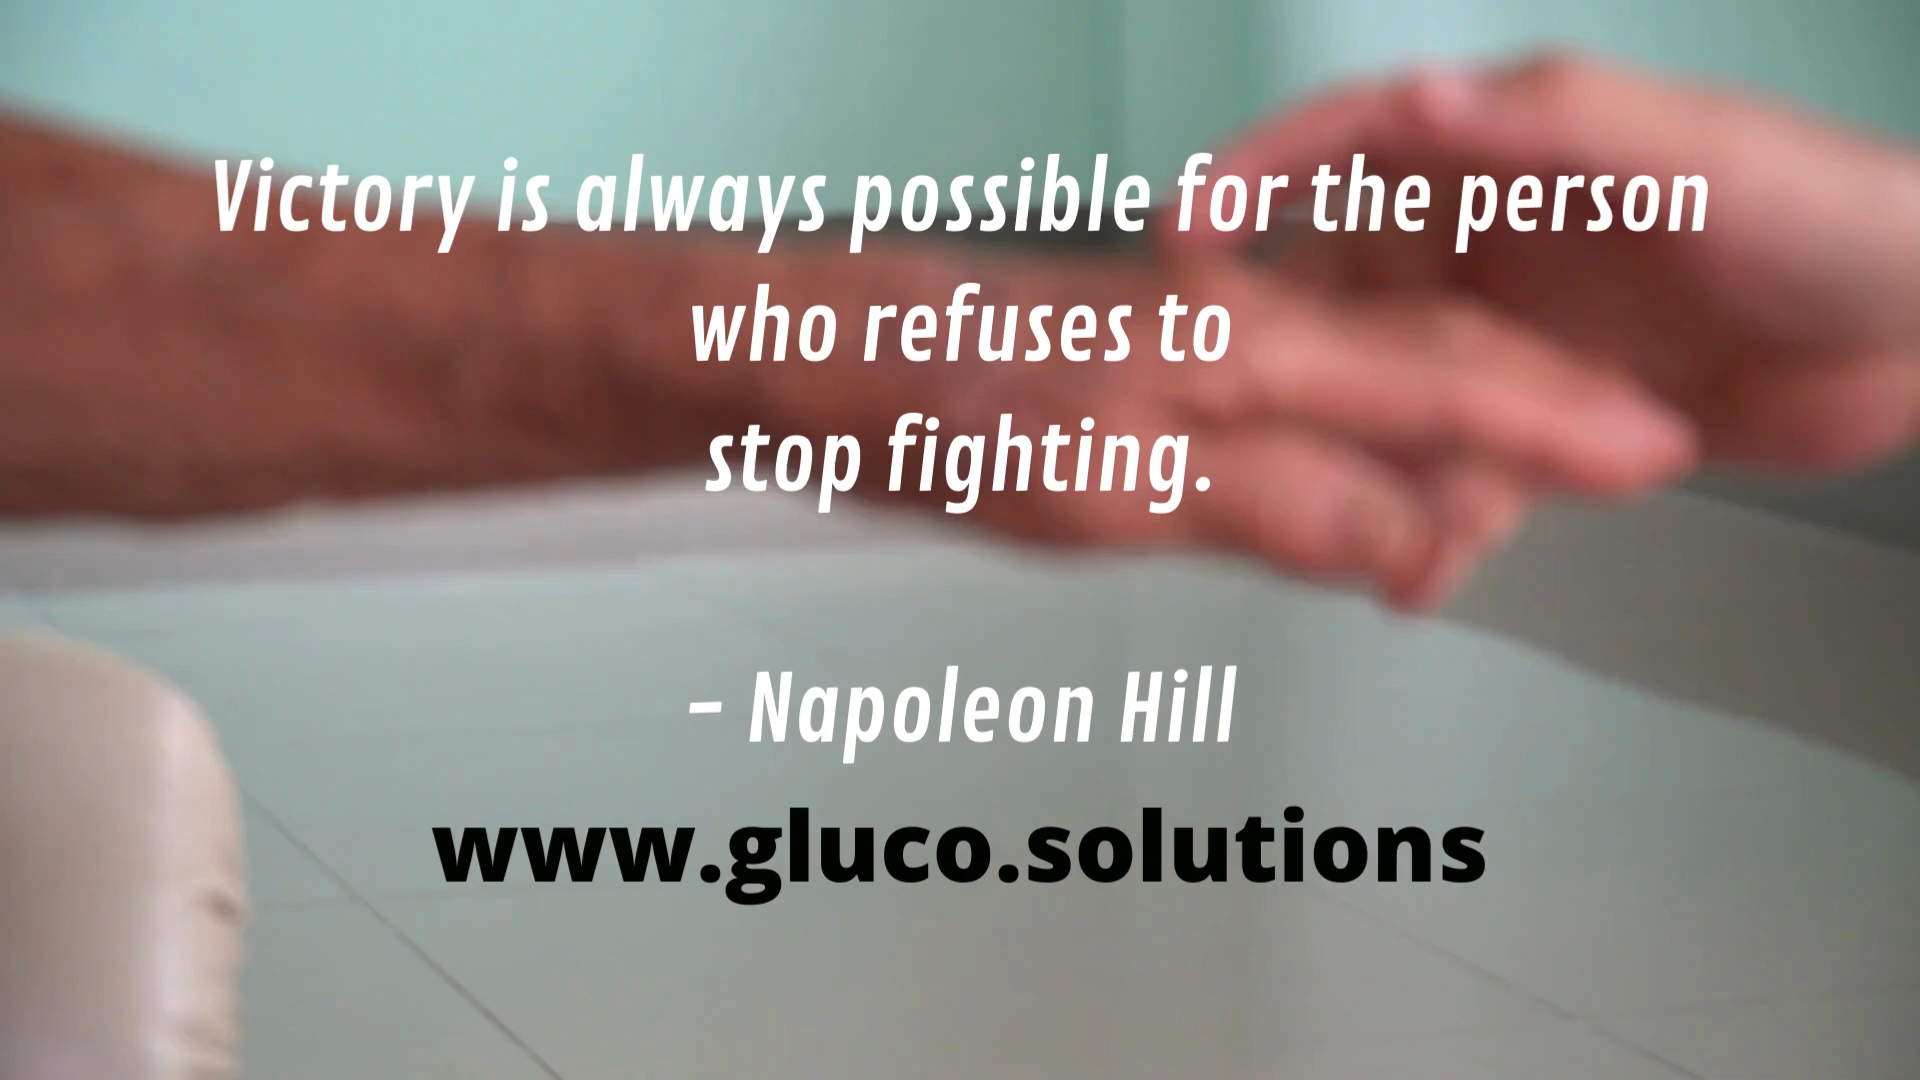 Victory is always possible for the person
who refuses to
stop fighting.
- Napoleon Hill
www.gluco.solutions